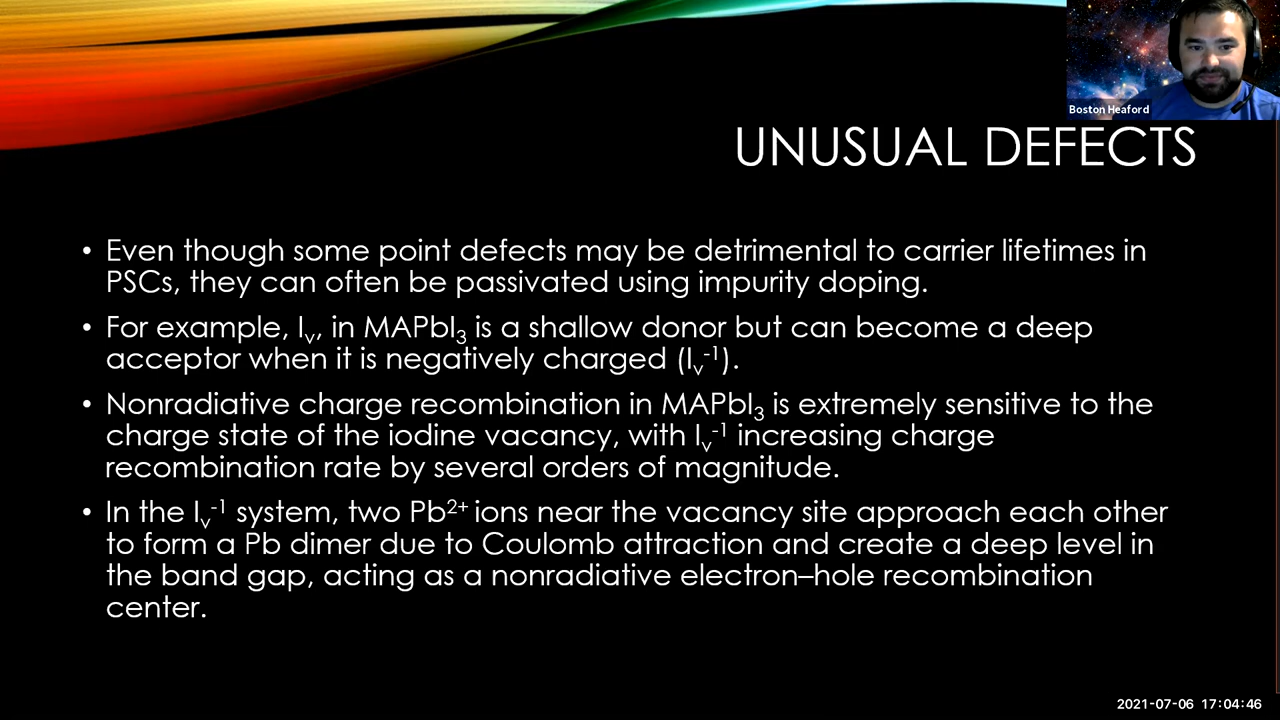 Boston Heaford
UNUSUAL DEFECTS
• Even though some point defects may be detrimental to carrier lifetimes in
PSCs, they can often be passivated using impurity doping.
• For example, Iᵥ, in MAPbI₃ is a shallow donor but can become a deep
acceptor when it is negatively charged (Iᵥ⁻¹).
• Nonradiative charge recombination in MAPbI₃ is extremely sensitive to the
charge state of the iodine vacancy, with Iᵥ⁻¹ increasing charge
recombination rate by several orders of magnitude.
• In the Iᵥ⁻¹ system, two Pb²⁺ ions near the vacancy site approach each other
to form a Pb dimer due to Coulomb attraction and create a deep level in
the band gap, acting as a nonradiative electron–hole recombination
center.
2021-07-06 17:04:46